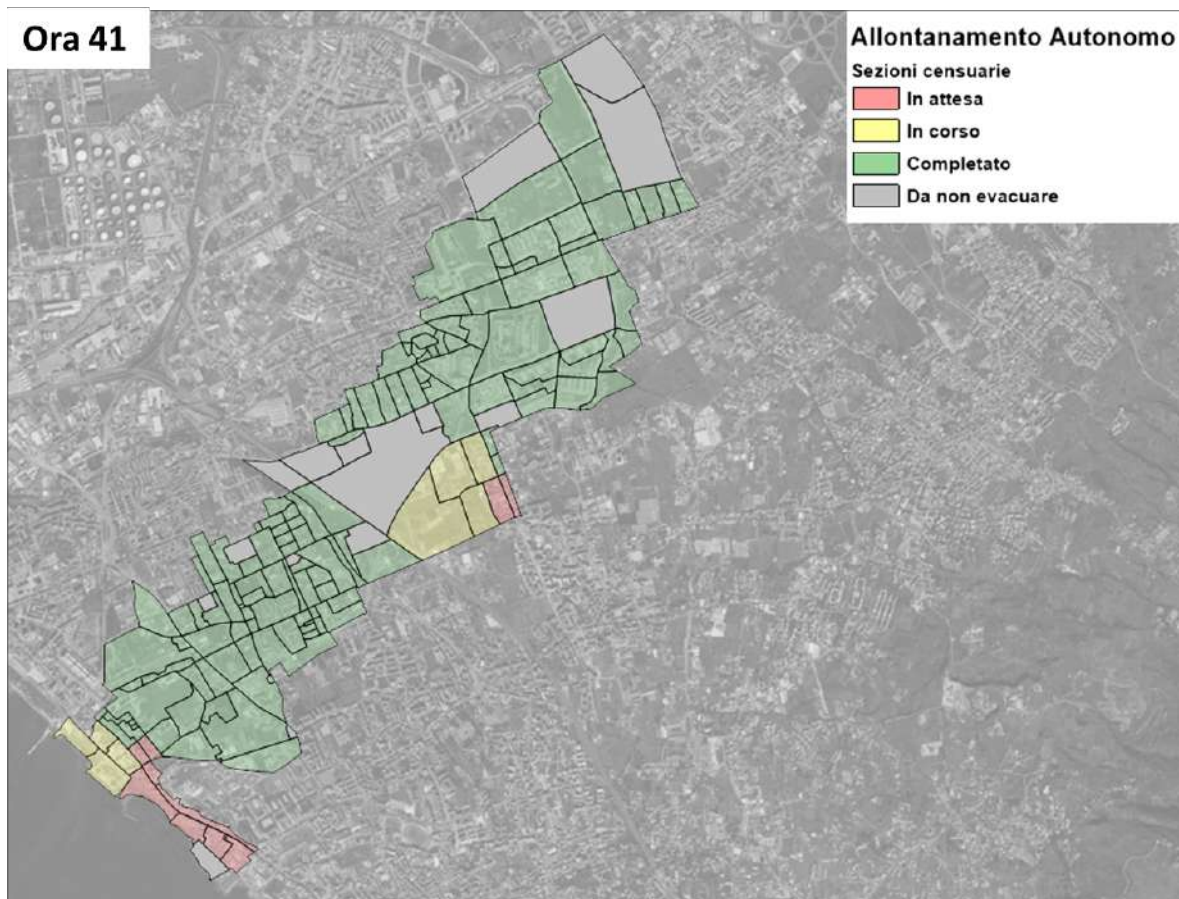 Ora 41
Allontanamento Autonomo
Sezioni censuarie
In attesa
In corso
Completato
Da non evacuare